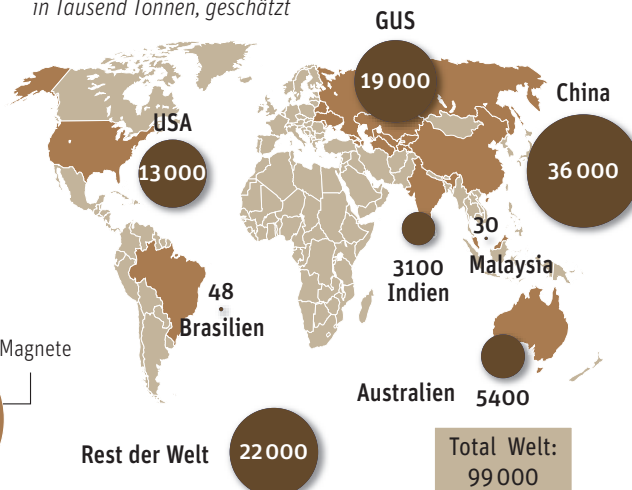 in Tausend Tonnen, geschätzt
GUS
19 000
China
36 000
USA
13 000
30
Malaysia
3100
Indien
48
Brasilien
Magnete
Australien
5400
Rest der Welt
22 000
Total Welt:
99 000